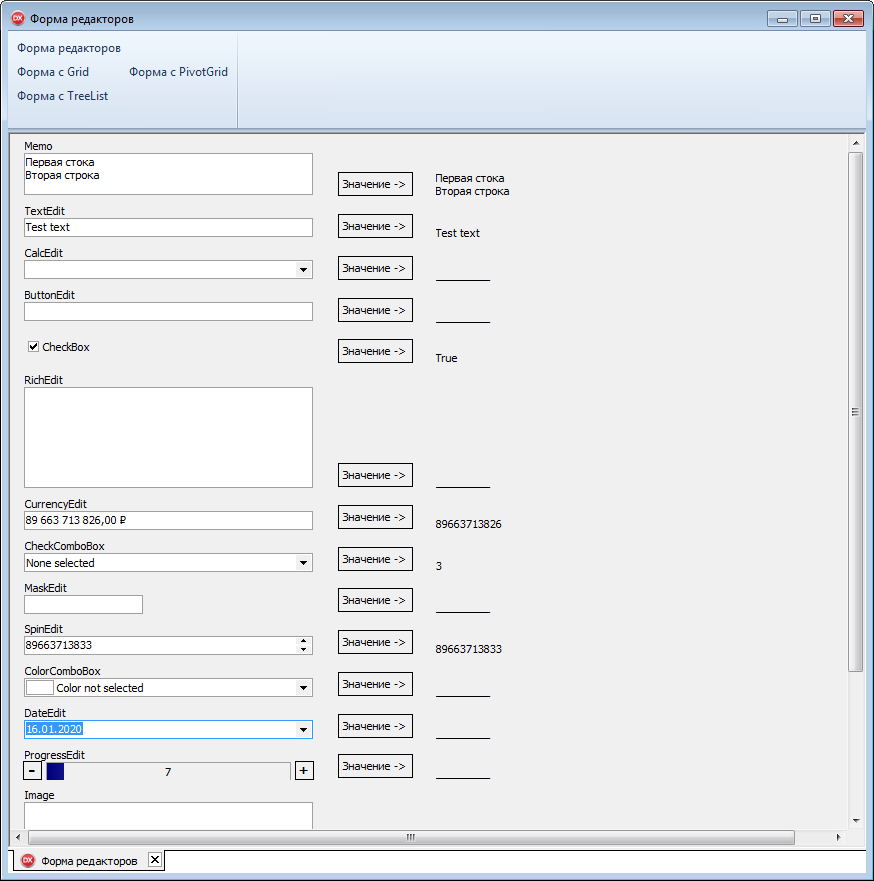 DX Форма редакторов
Форма редакторов
Форма с Grid Форма с PivotGrid
Форма с TreeList
Memo
Первая стока
Вторая строка
Значение ->
Первая стока
Вторая строка
TextEdit
Test text
Значение ->
Test text
CalcEdit
Значение ->
ButtonEdit
Значение ->
CheckBox
Значение ->
True
RichEdit
Значение ->
CurrencyEdit
89 663 713 826,00 ₽
Значение ->
89663713826
CheckComboBox
None selected
Значение ->
3
MaskEdit
Значение ->
SpinEdit
89663713833
Значение ->
89663713833
ColorComboBox
Color not selected
Значение ->
DateEdit
16.01.2020
Значение ->
ProgressEdit
- 7 +
Значение ->
Image
DX Форма редакторов